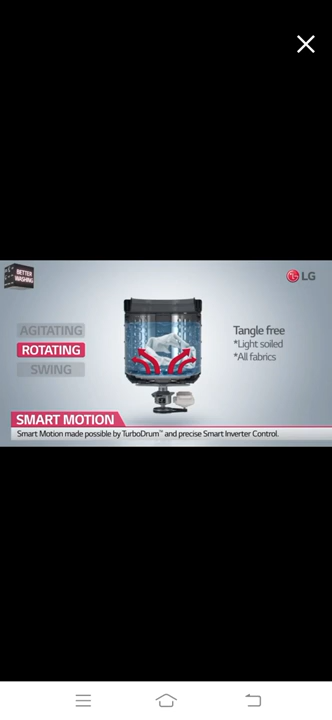 BETTER
WASHING
LG
AGITATING
ROTATING
SWING
Tangle free
*Light soiled
*All fabrics
SMART MOTION
Smart Motion made possible by TurboDrum™ and precise Smart Inverter Control.